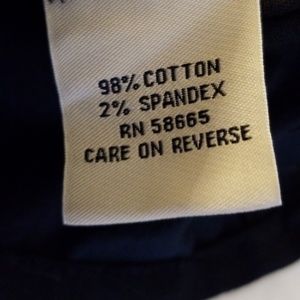 98% COTTON
2% SPANDEX
RN 58665
CARE ON REVERSE